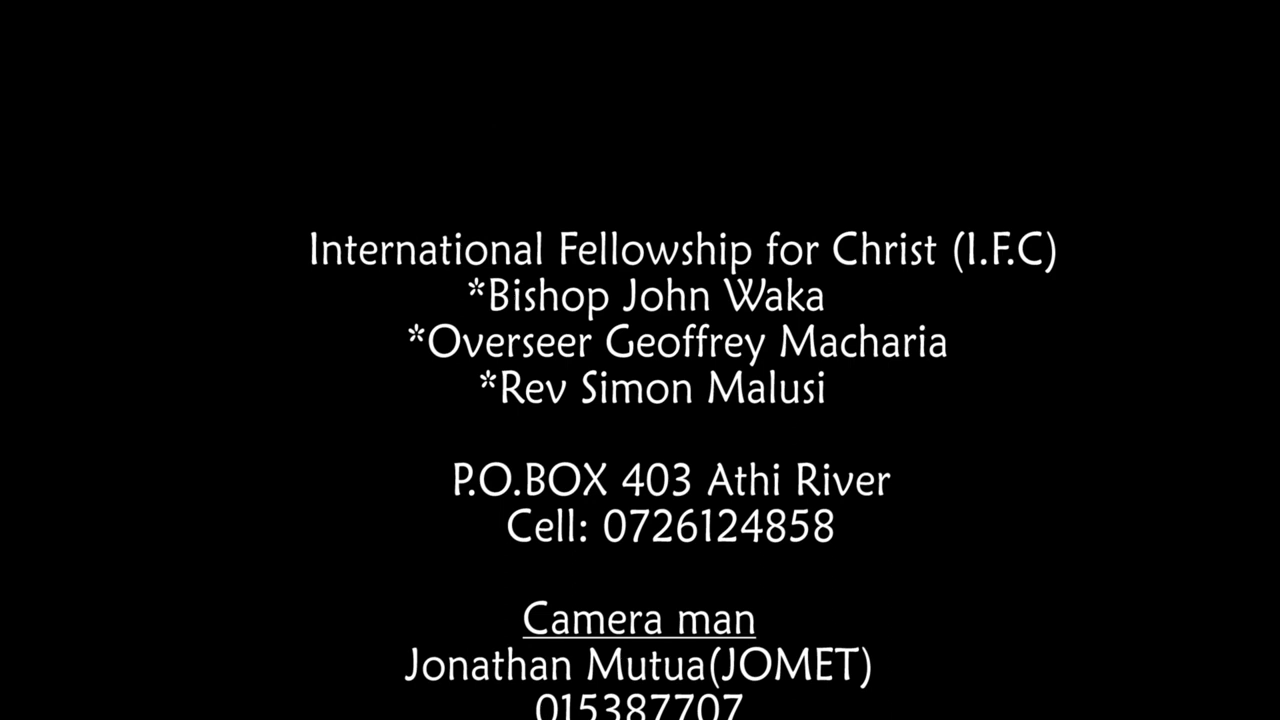 International Fellowship for Christ (I.F.C)
*Bishop John Waka
*Overseer Geoffrey Macharia
*Rev Simon Malusi
P.O.BOX 403 Athi River
Cell: 0726124858
Camera man
Jonathan Mutua(JOMET)
015387707